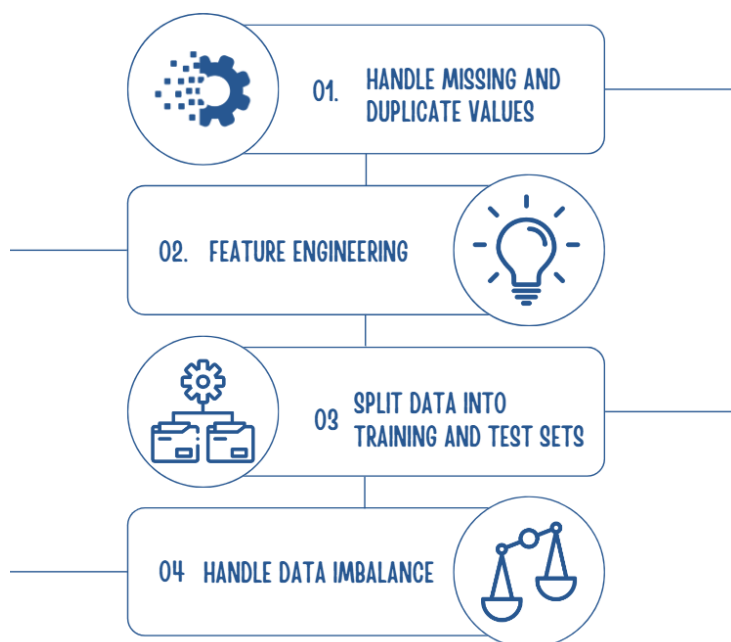 01. HANDLE MISSING AND
DUPLICATE VALUES
02. FEATURE ENGINEERING
03 SPLIT DATA INTO
TRAINING AND TEST SETS
04 HANDLE DATA IMBALANCE